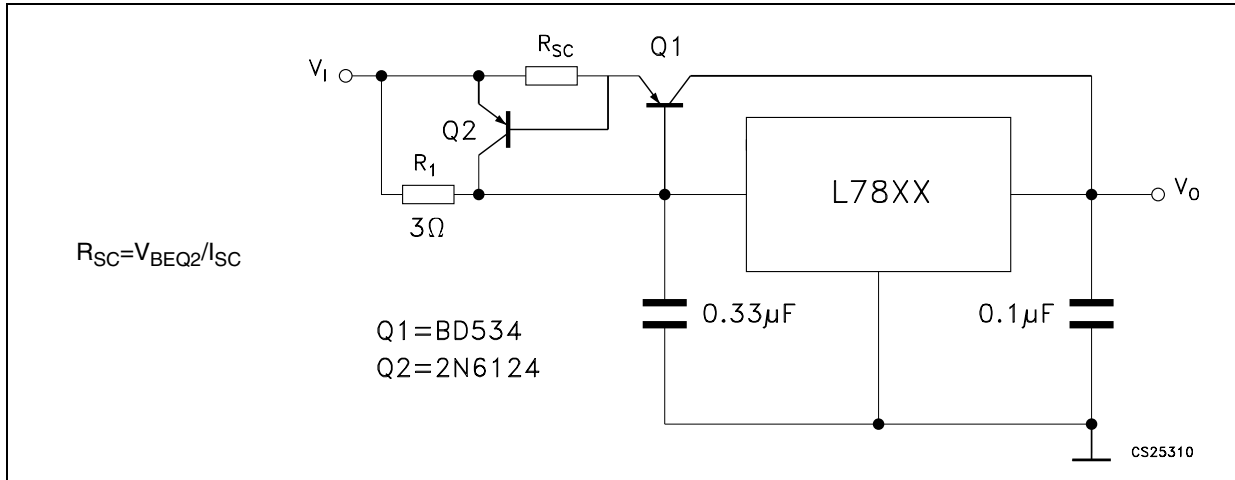 R_SC
Q1
V_I
Q2
R_1
3Ω
L78XX
V_O
R_SC=V_BEQ2/I_SC
0.33µF
0.1µF
Q1=BD534
Q2=2N6124
CS25310